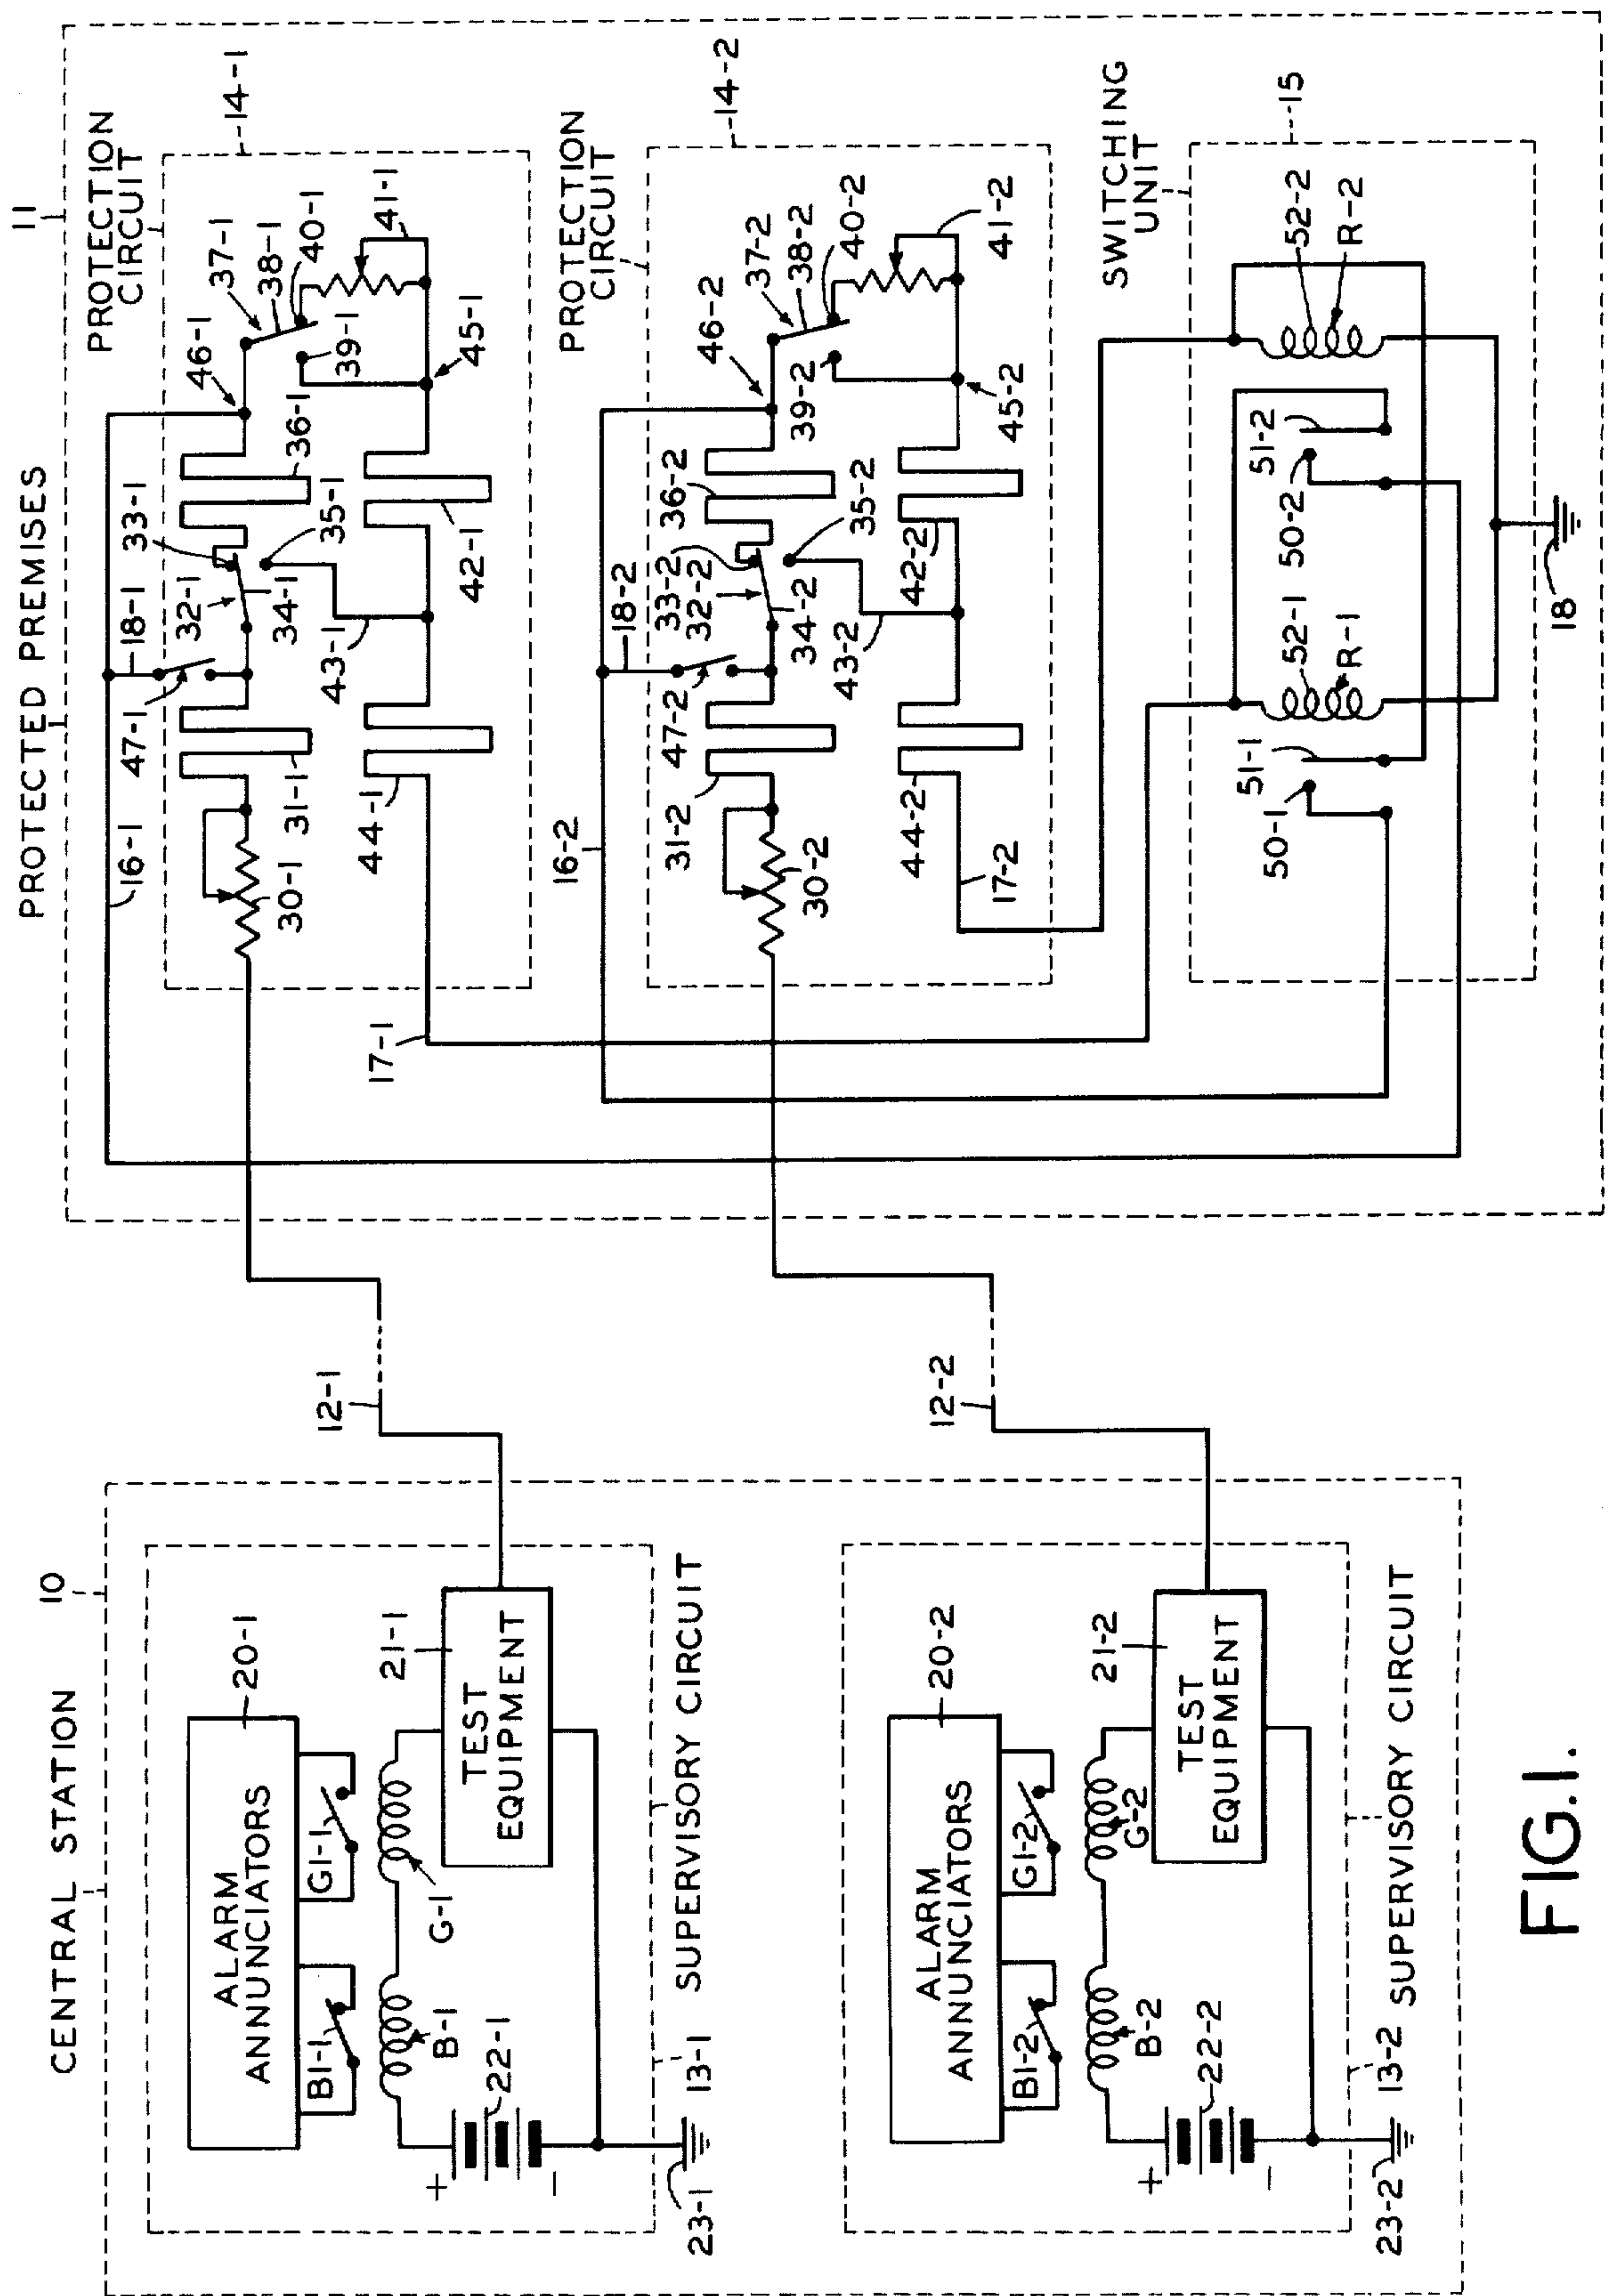 CENTRAL STATION
10
ALARM
ANNUNCIATORS
20-1
B1-1
G1-1
B-1
G-1
21-1
TEST
EQUIPMENT
22-1
+
−
23-1
13-1
SUPERVISORY CIRCUIT
12-1
ALARM
ANNUNCIATORS
20-2
B1-2
G1-2
B-2
G-2
21-2
TEST
EQUIPMENT
22-2
+
−
23-2
13-2
SUPERVISORY CIRCUIT
12-2
PROTECTED PREMISES
11
PROTECTION
CIRCUIT
14-1
16-1
47-1
18-1
33-1
32-1
34-1
35-1
36-1
46-1
37-1
38-1
40-1
39-1
41-1
30-1
31-1
43-1
44-1
42-1
45-1
17-1
PROTECTION
CIRCUIT
14-2
16-2
18-2
47-2
33-2
32-2
34-2
35-2
36-2
46-2
37-2
38-2
40-2
39-2
41-2
30-2
31-2
43-2
44-2
42-2
45-2
17-2
SWITCHING
UNIT
15
50-1
51-1
52-1
R-1
50-2
51-2
52-2
R-2
18
FIG.1.